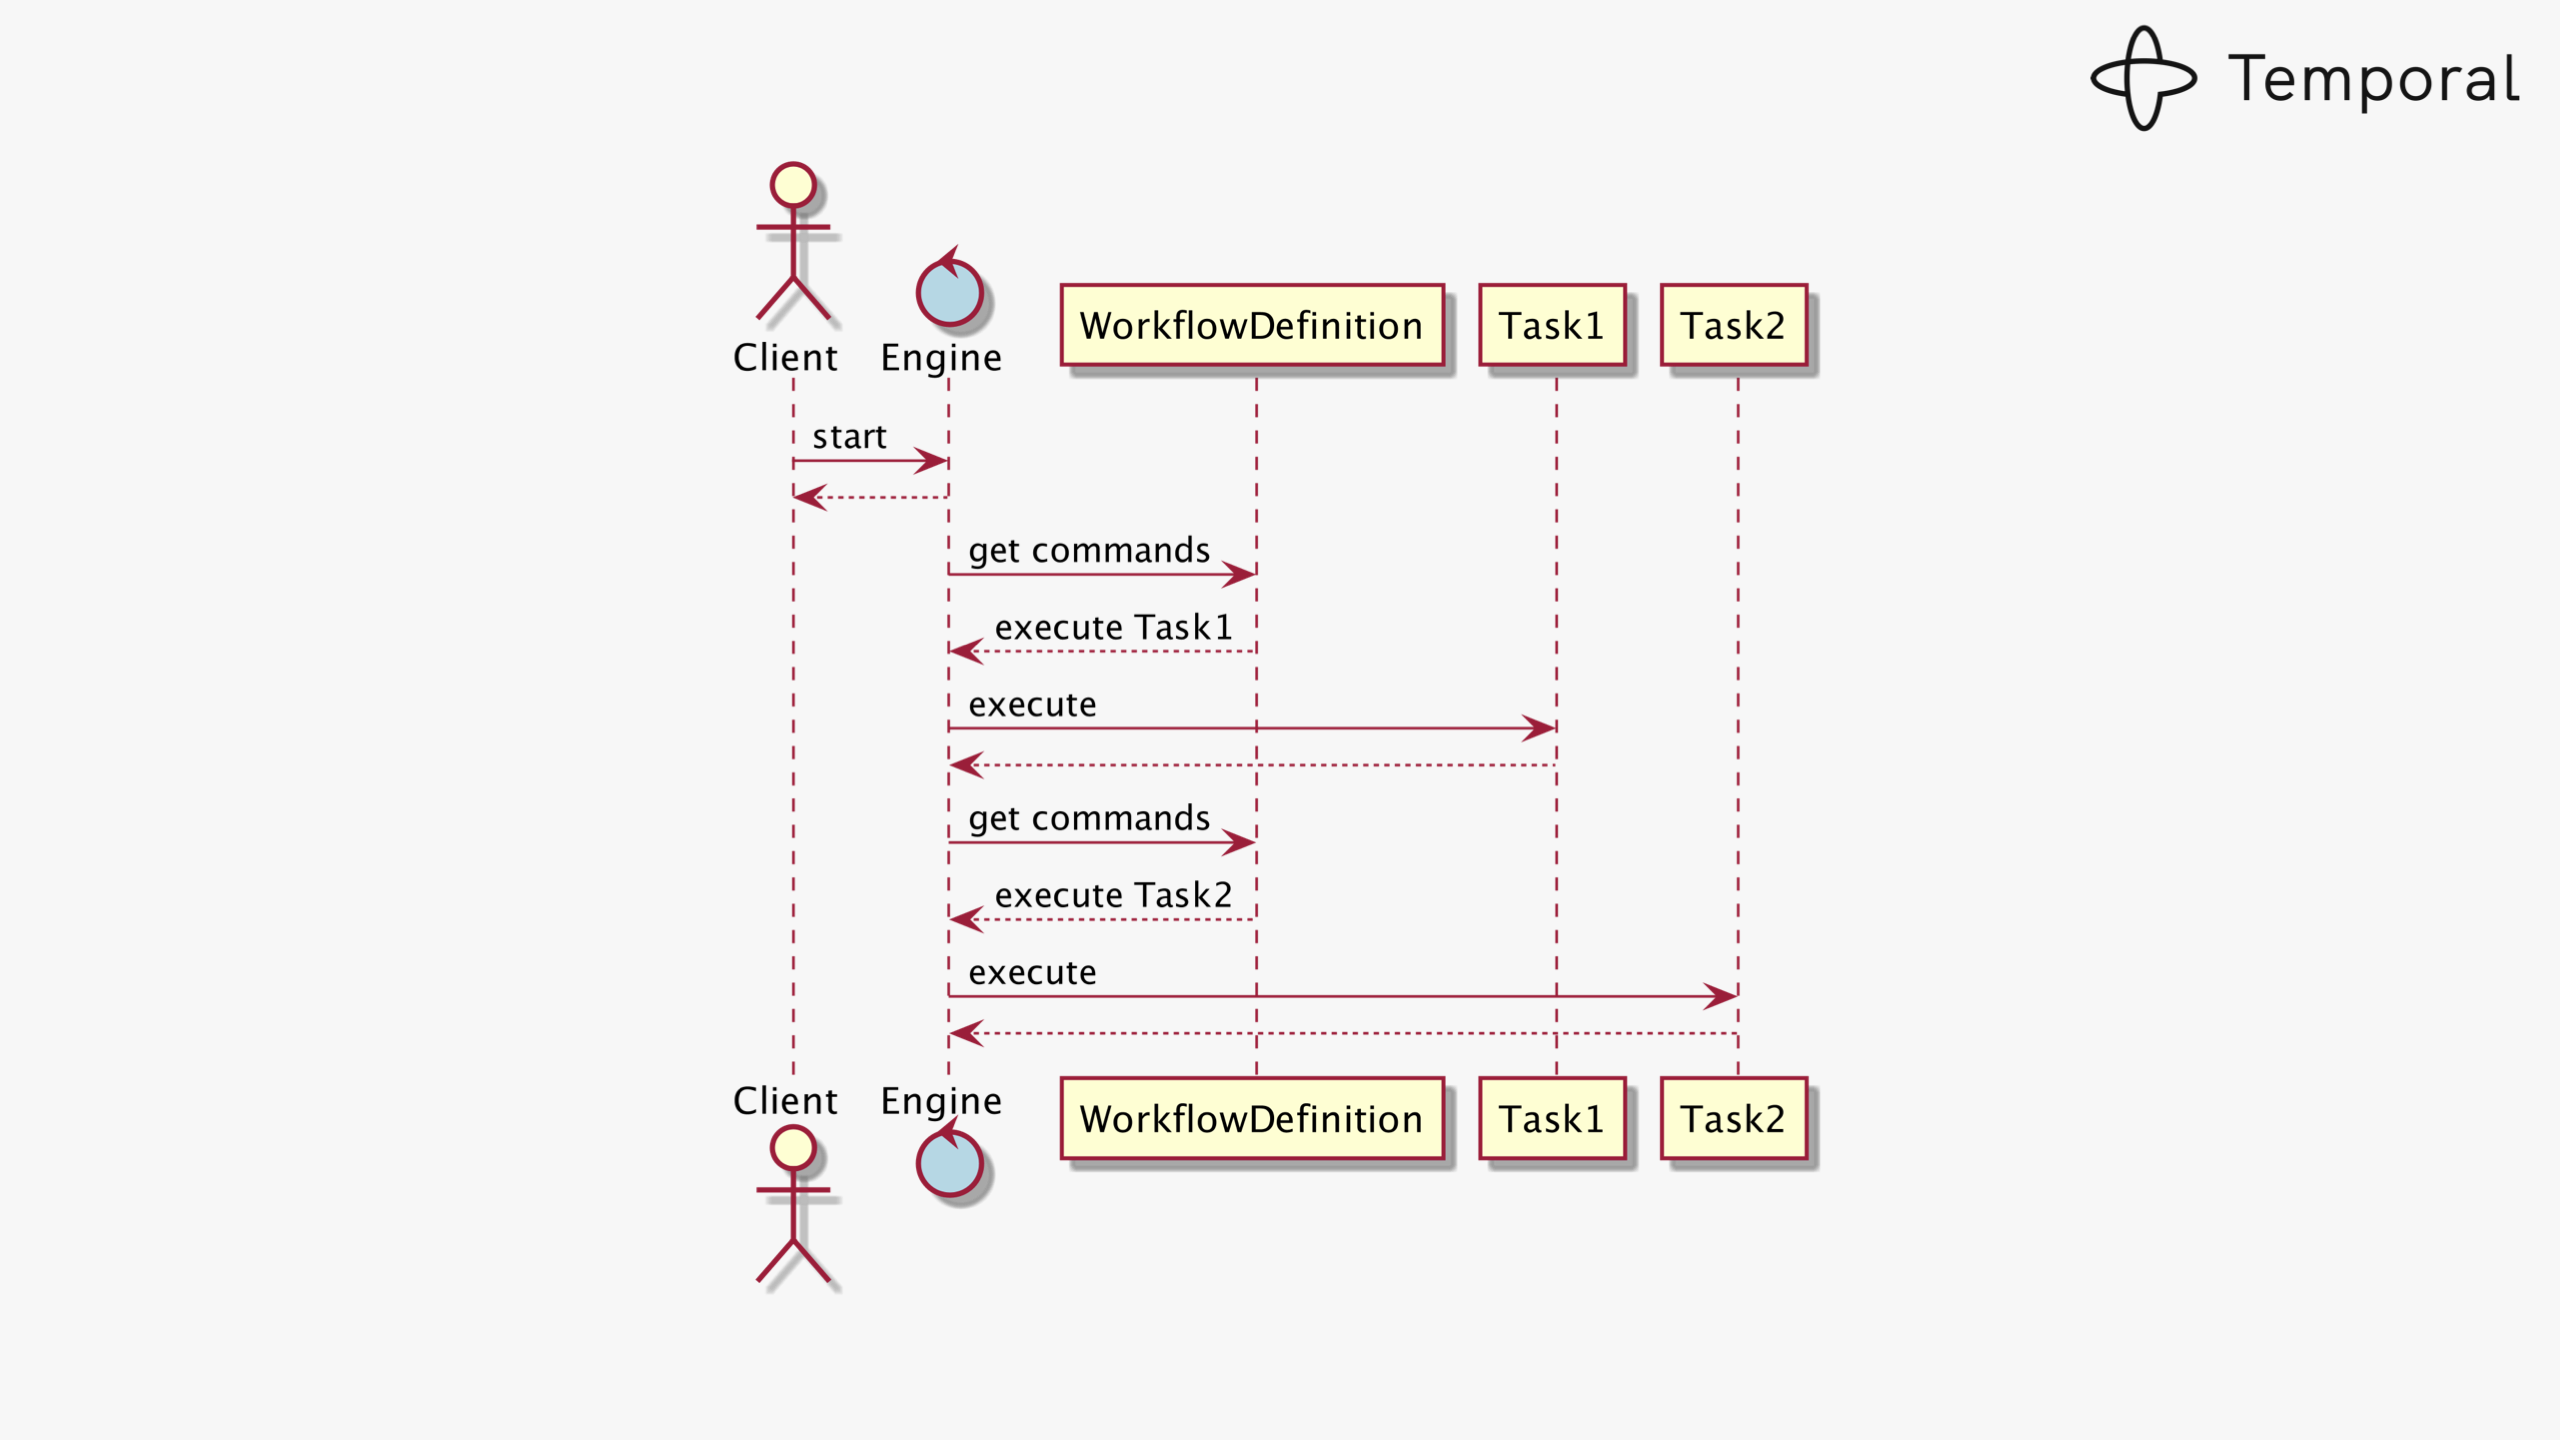 Temporal
Client
Engine
WorkflowDefinition
Task1
Task2
start
get commands
execute Task1
execute
get commands
execute Task2
execute
Client
Engine
WorkflowDefinition
Task1
Task2